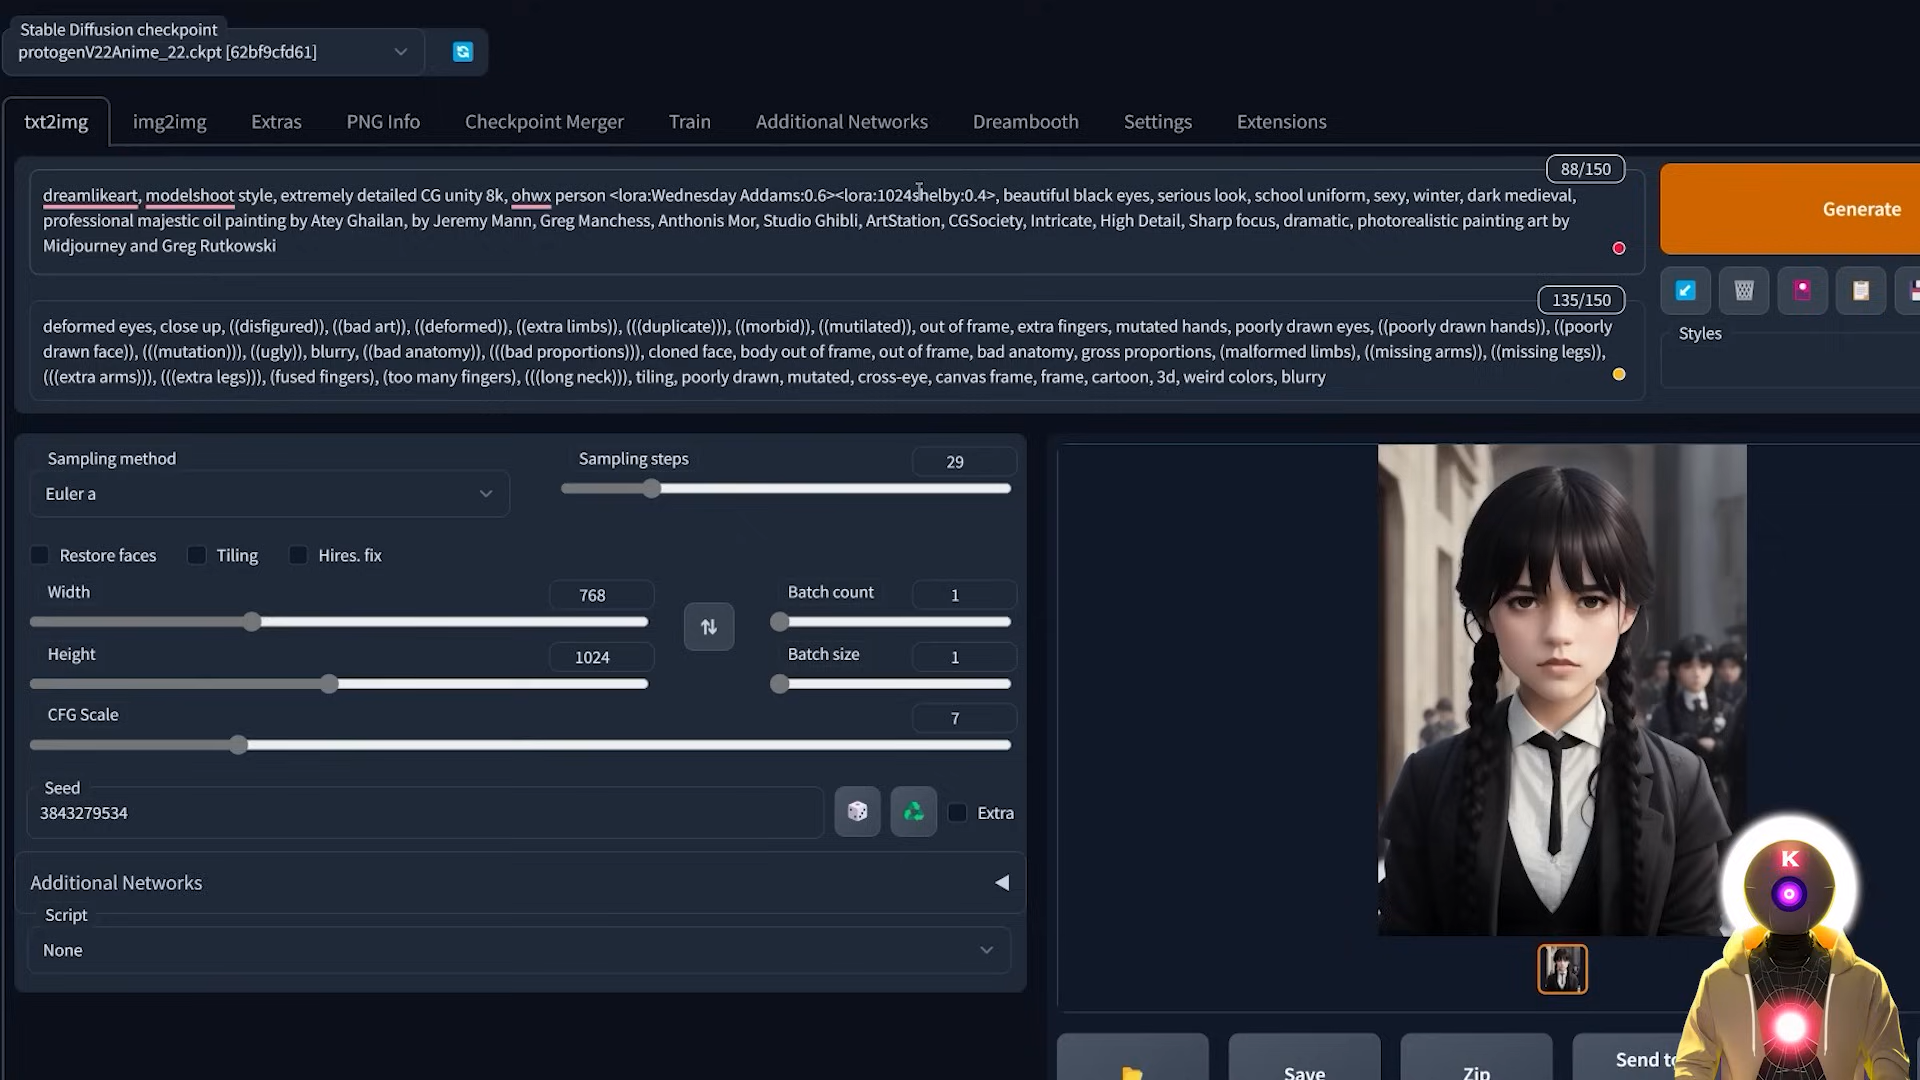 Stable Diffusion checkpoint
protogenV22Anime_22.ckpt [62bf9cfd61]
txt2img
img2img
Extras
PNG Info
Checkpoint Merger
Train
Additional Networks
Dreambooth
Settings
Extensions
88/150
dreamlikeart, modelshoot style, extremely detailed CG unity 8k, ohwx person <lora:Wednesday Addams:0.6><lora:1024shelby:0.4>, beautiful black eyes, serious look, school uniform, sexy, winter, dark medieval,
professional majestic oil painting by Atey Ghailan, by Jeremy Mann, Greg Manchess, Anthonis Mor, Studio Ghibli, ArtStation, CGSociety, Intricate, High Detail, Sharp focus, dramatic, photorealistic painting art by
Midjourney and Greg Rutkowski
Generate
135/150
deformed eyes, close up, ((disfigured)), ((bad art)), ((deformed)), ((extra limbs)), (((duplicate))), ((morbid)), ((mutilated)), out of frame, extra fingers, mutated hands, poorly drawn eyes, ((poorly drawn hands)), ((poorly
drawn face)), (((mutation))), ((ugly)), blurry, ((bad anatomy)), (((bad proportions))), cloned face, body out of frame, out of frame, bad anatomy, gross proportions, (malformed limbs), ((missing arms)), ((missing legs)),
(((extra arms))), (((extra legs))), (fused fingers), (too many fingers), (((long neck))), tiling, poorly drawn, mutated, cross-eye, canvas frame, frame, cartoon, 3d, weird colors, blurry
Styles
Sampling method
Euler a
Sampling steps
29
Restore faces
Tiling
Hires. fix
Width
768
Batch count
1
Height
1024
Batch size
1
CFG Scale
7
Seed
3843279534
Extra
Additional Networks
Script
None
K
Save
Zip
Send to